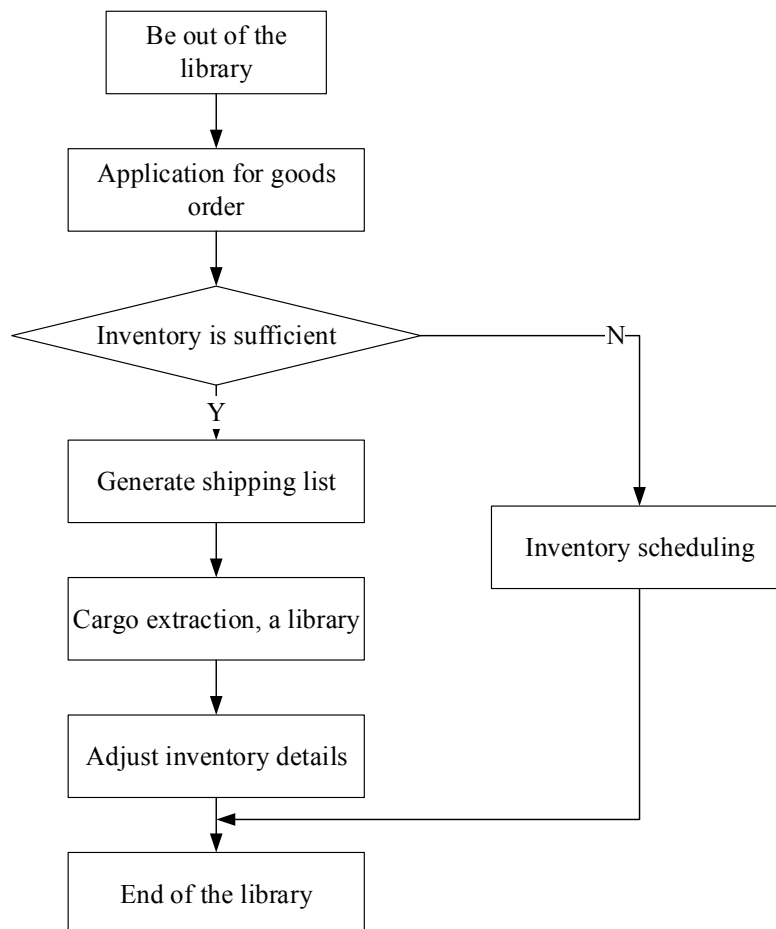 Be out of the
library
Application for goods
order
Inventory is sufficient
N
Y
Generate shipping list
Inventory scheduling
Cargo extraction, a library
Adjust inventory details
End of the library